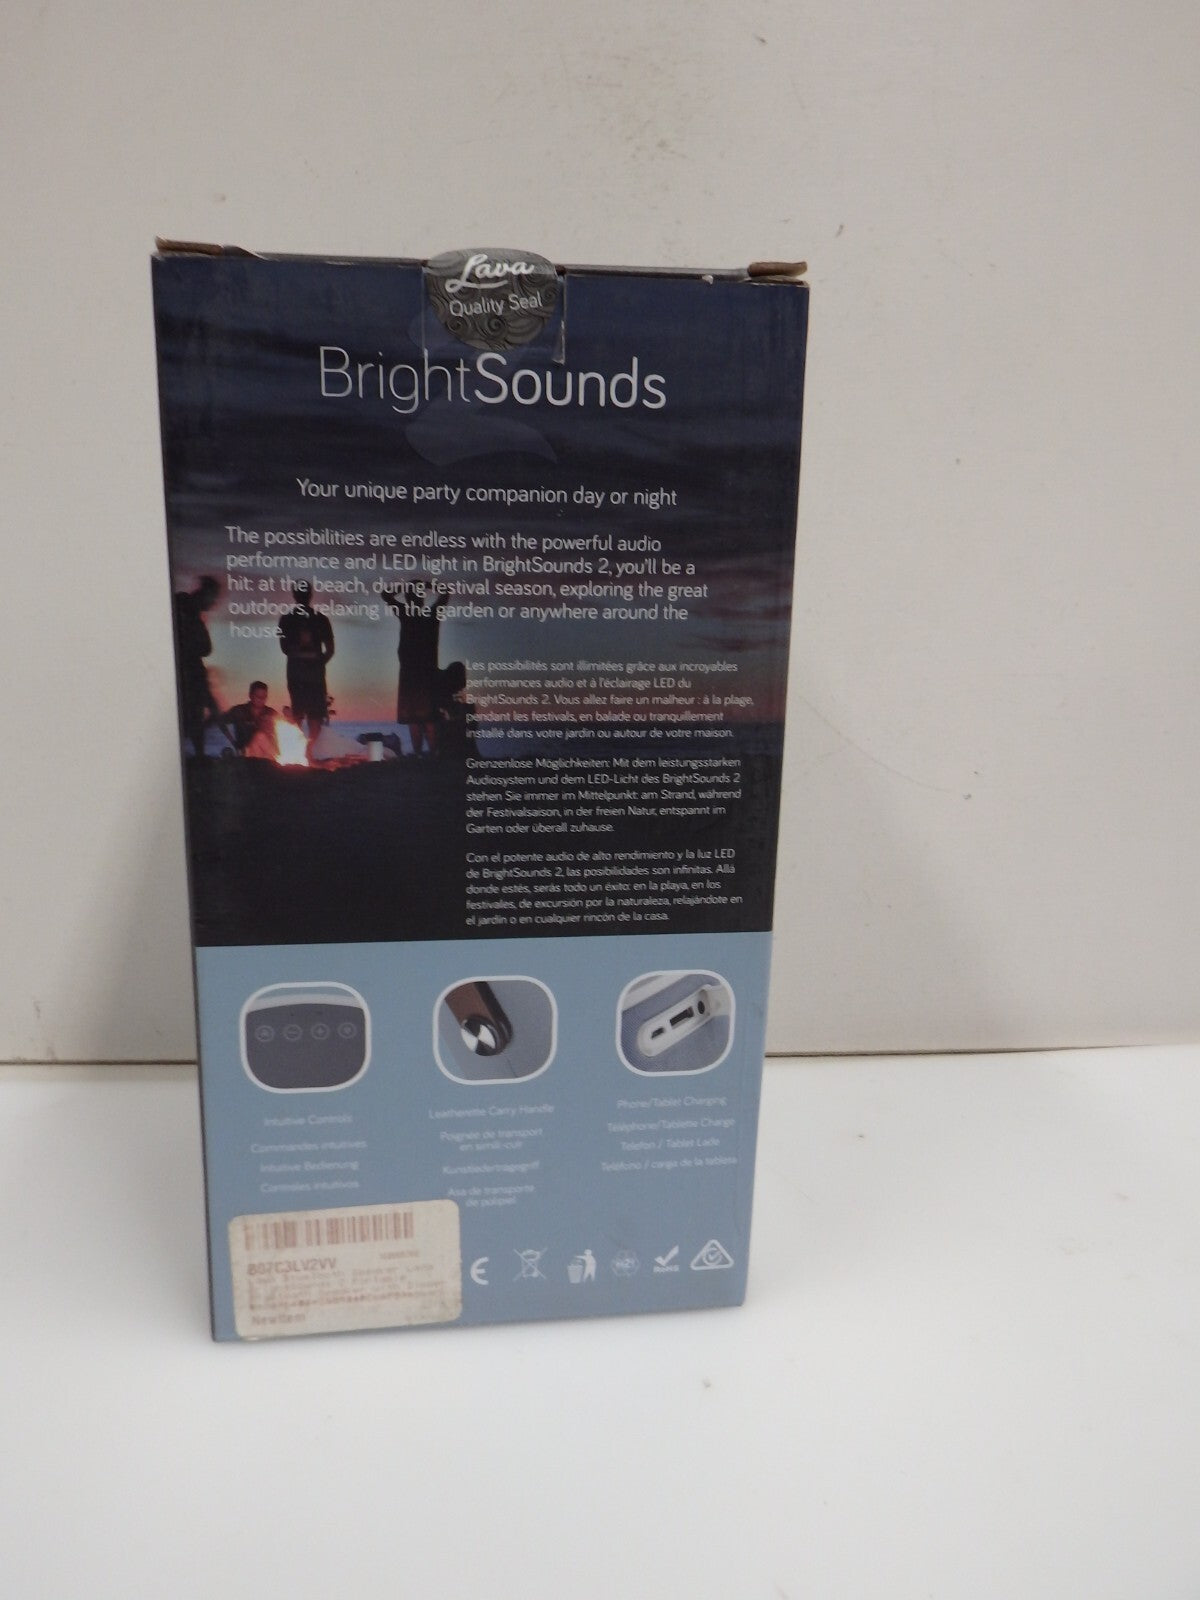 Lava
Quality Seal
BrightSounds
Your unique party companion day or night
The possibilities are endless with the powerful audio
performance and LED light in BrightSounds 2, you'll be a
hit: at the beach, during festival season, exploring the great
outdoors, relaxing in the garden or anywhere around the
house.
Les possibilités sont illimitées grâce aux incroyables
performances audio et à l'éclairage LED du
BrightSounds 2. Vous allez faire un malheur : à la plage,
pendant les festivals, en balade ou tranquillement
installé dans votre jardin ou autour de votre maison.
Grenzenlose Möglichkeiten: Mit dem leistungsstarken
Audiosystem und dem LED-Licht des BrightSounds 2
stehen Sie immer im Mittelpunkt: am Strand, während
der Festivalsaison, in der freien Natur, entspannt im
Garten oder überall zuhause.
Con el potente audio de alto rendimiento y la luz LED
de BrightSounds 2, las posibilidades son infinitas. Allá
donde estés, serás todo un éxito: en la playa, en los
festivales, de excursión por la naturaleza, relajándote en
el jardín o en cualquier rincón de la casa.
Intuitive Controls
Commandes intuitives
Intuitive Bedienung
Controles intuitivos
Leatherette Carry Handle
Poignée de transport
en simili-cuir
Kunstledertragegriff
Asa de transporte
de polipiel
Phone/Tablet Charging
Téléphone/Tablette Charge
Telefon / Tablet Lade
Teléfono / carga de la tableta
B07C3LV2VV
NewItem
CE
RoHS